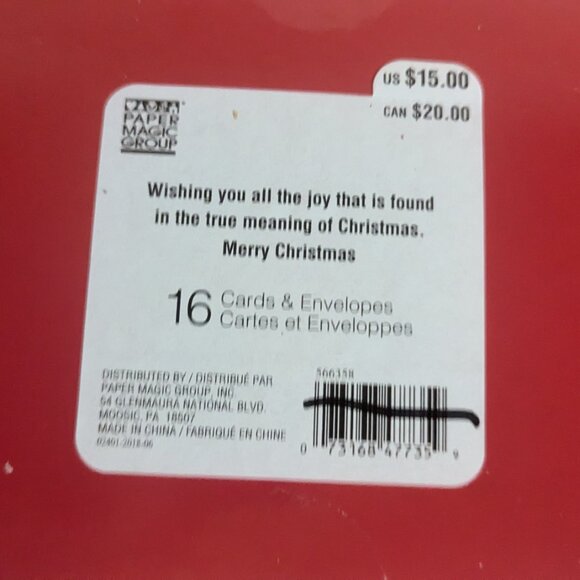 US $15.00
CAN $20.00
PAPER
MAGIC
GROUP
Wishing you all the joy that is found
in the true meaning of Christmas.
Merry Christmas
16 Cards & Envelopes
Cartes et Enveloppes
DISTRIBUTED BY / DISTRIBUÉ PAR
PAPER MAGIC GROUP, INC.
54 GLENMAURA NATIONAL BLVD.
MOOSIC, PA 18507
MADE IN CHINA / FABRIQUÉ EN CHINE
02401-2018-06
566358
0 73168 47735 9